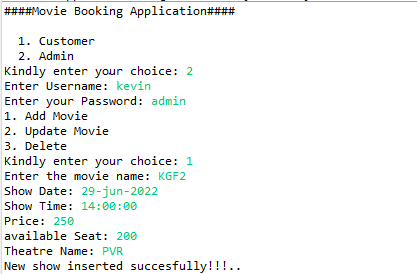 ####Movie Booking Application####
1. Customer
2. Admin
Kindly enter your choice: 2
Enter Username: kevin
Enter your Password: admin
1. Add Movie
2. Update Movie
3. Delete
Kindly enter your choice: 1
Enter the movie name: KGF2
Show Date: 29-jun-2022
Show Time: 14:00:00
Price: 250
available Seat: 200
Theatre Name: PVR
New show inserted succesfully!!!..